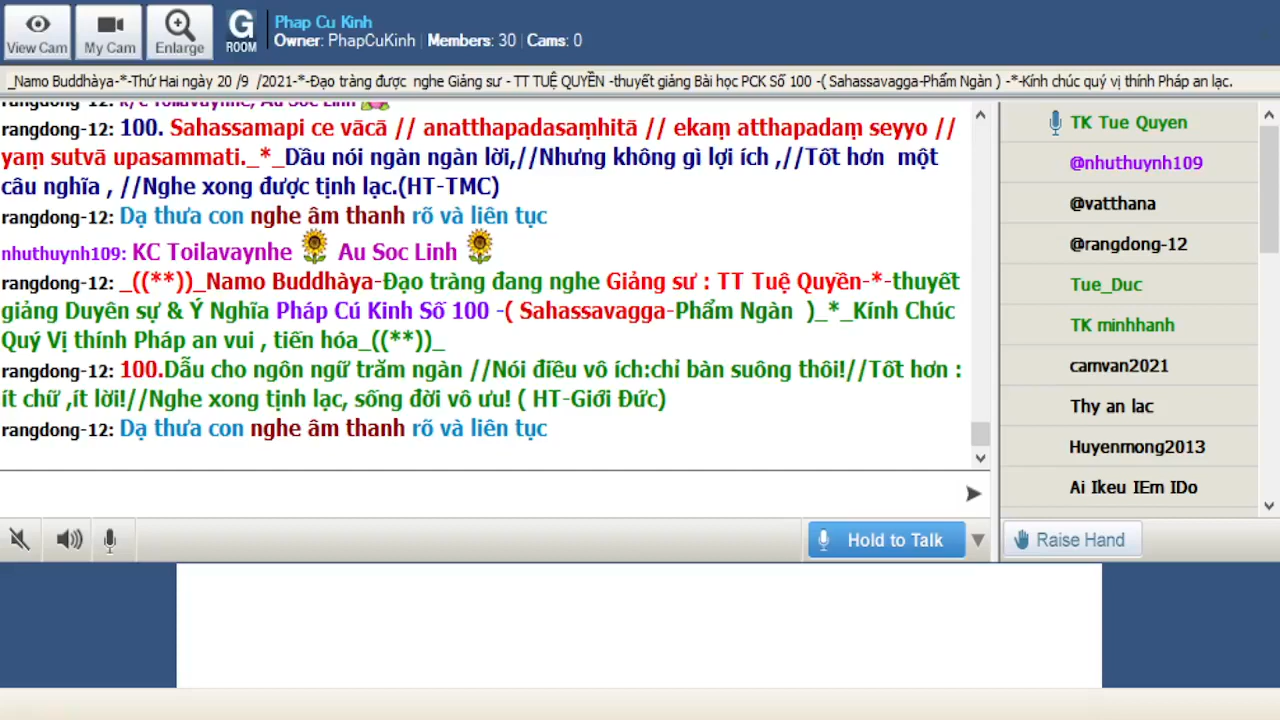 View Cam
My Cam
Enlarge
G
ROOM
Phap Cu Kinh
Owner: PhapCuKinh | Members: 30 | Cams: 0
_Namo Buddhàya-*-Thứ Hai ngày 20 /9 /2021-*-Đạo tràng được nghe Giảng sư - TT TUỆ QUYỀN -thuyết giảng Bài học PCK Số 100 -( Sahassavagga-Phẩm Ngàn ) -*-Kính chúc quý vị thính Pháp an lạc.
rangdong-12: k/c Toilavaynhe, Au Soc Linh
rangdong-12: 100. Sahassamapi ce vācā // anatthapadasaṃhitā // ekaṃ atthapadaṃ seyyo //
yaṃ sutvā upasammati._*_Dầu nói ngàn ngàn lời,//Nhưng không gì lợi ích ,//Tốt hơn một
câu nghĩa , //Nghe xong được tịnh lạc.(HT-TMC)
rangdong-12: Dạ thưa con nghe âm thanh rõ và liên tục
nhuthuynh109: KC Toilavaynhe Au Soc Linh
rangdong-12: _((**))_Namo Buddhàya-Đạo tràng đang nghe Giảng sư : TT Tuệ Quyền-*-thuyết
giảng Duyên sự & Ý Nghĩa Pháp Cú Kinh Số 100 -( Sahassavagga-Phẩm Ngàn )_*_Kính Chúc
Quý Vị thính Pháp an vui , tiến hóa_((**))_
rangdong-12: 100.Dẫu cho ngôn ngữ trăm ngàn //Nói điều vô ích:chỉ bàn suông thôi!//Tốt hơn :
ít chữ ,ít lời!//Nghe xong tịnh lạc, sống đời vô ưu! ( HT-Giới Đức)
rangdong-12: Dạ thưa con nghe âm thanh rõ và liên tục
TK Tue Quyen
@nhuthuynh109
@vatthana
@rangdong-12
Tue_Duc
TK minhhanh
camvan2021
Thy an lac
Huyenmong2013
Ai Ikeu IEm IDo
Hold to Talk
Raise Hand